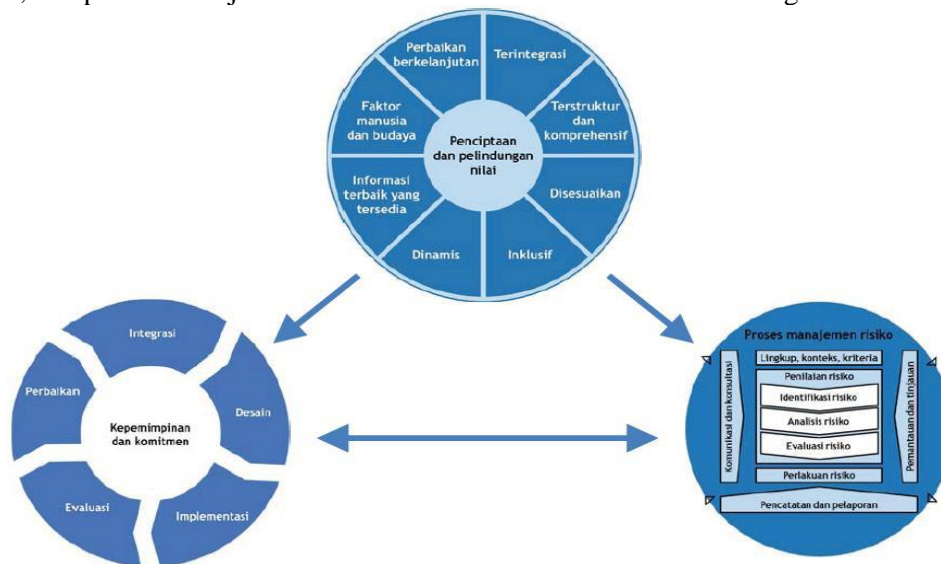 Perbaikan
berkelanjutan
Terintegrasi
Faktor
manusia
dan budaya
Terstruktur
dan
komprehensif
Penciptaan
dan pelindungan
nilai
Informasi
terbaik yang
tersedia
Disesuaikan
Dinamis
Inklusif
Integrasi
Perbaikan
Desain
Kepemimpinan
dan komitmen
Evaluasi
Implementasi
Proses manajemen risiko
Lingkup, konteks, kriteria
Komunikasi dan konsultasi
Penilaian risiko
Identifikasi risiko
Analisis risiko
Evaluasi risiko
Pemantauan dan tinjauan
Perlakuan risiko
Pencatatan dan pelaporan